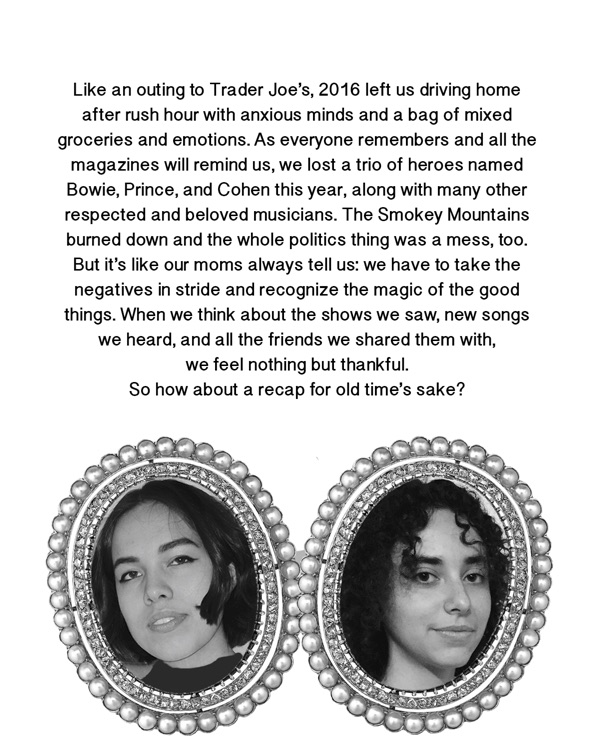 Like an outing to Trader Joe's, 2016 left us driving home
after rush hour with anxious minds and a bag of mixed
groceries and emotions. As everyone remembers and all the
magazines will remind us, we lost a trio of heroes named
Bowie, Prince, and Cohen this year, along with many other
respected and beloved musicians. The Smokey Mountains
burned down and the whole politics thing was a mess, too.
But it's like our moms always tell us: we have to take the
negatives in stride and recognize the magic of the good
things. When we think about the shows we saw, new songs
we heard, and all the friends we shared them with,
we feel nothing but thankful.
So how about a recap for old time's sake?